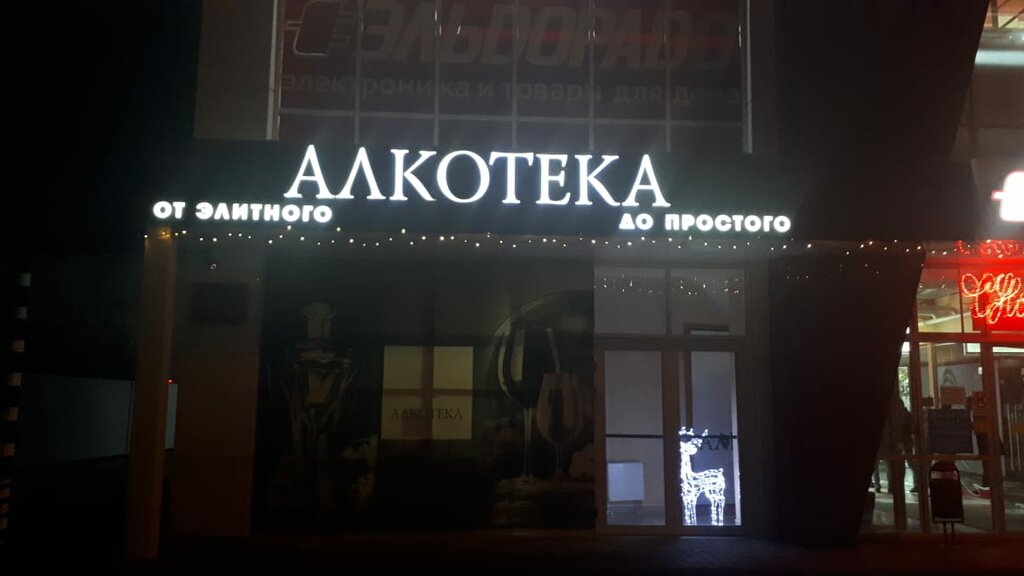 ЭЛЬДОРАДО
электроника и товары для дома
АЛКОТЕКА
ОТ ЭЛИТНОГО
ДО ПРОСТОГО
АЛКОТЕКА